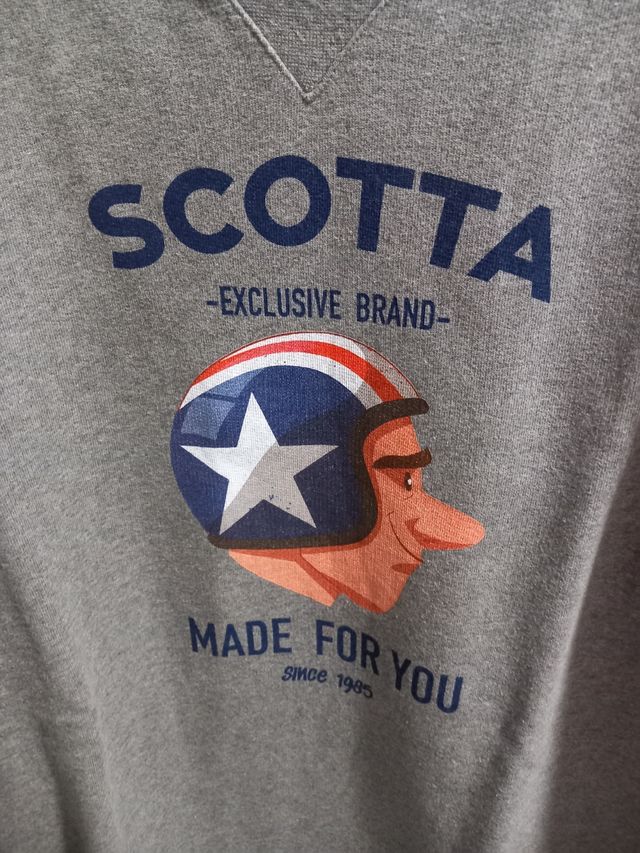 SCOTTA
-EXCLUSIVE BRAND-
MADE FOR YOU
since 1985